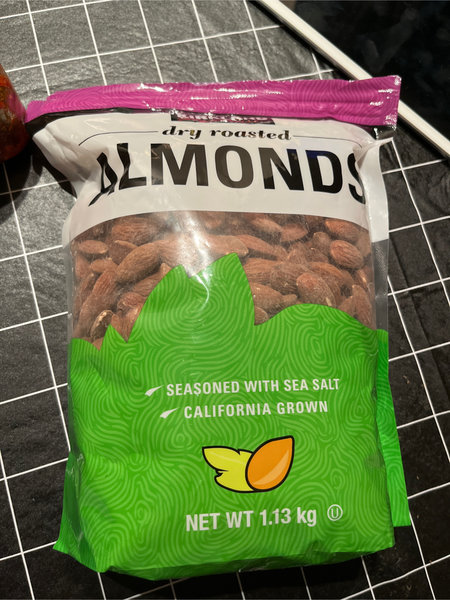 dry roasted
ALMONDS
SEASONED WITH SEA SALT
CALIFORNIA GROWN
NET WT 1.13 kg U